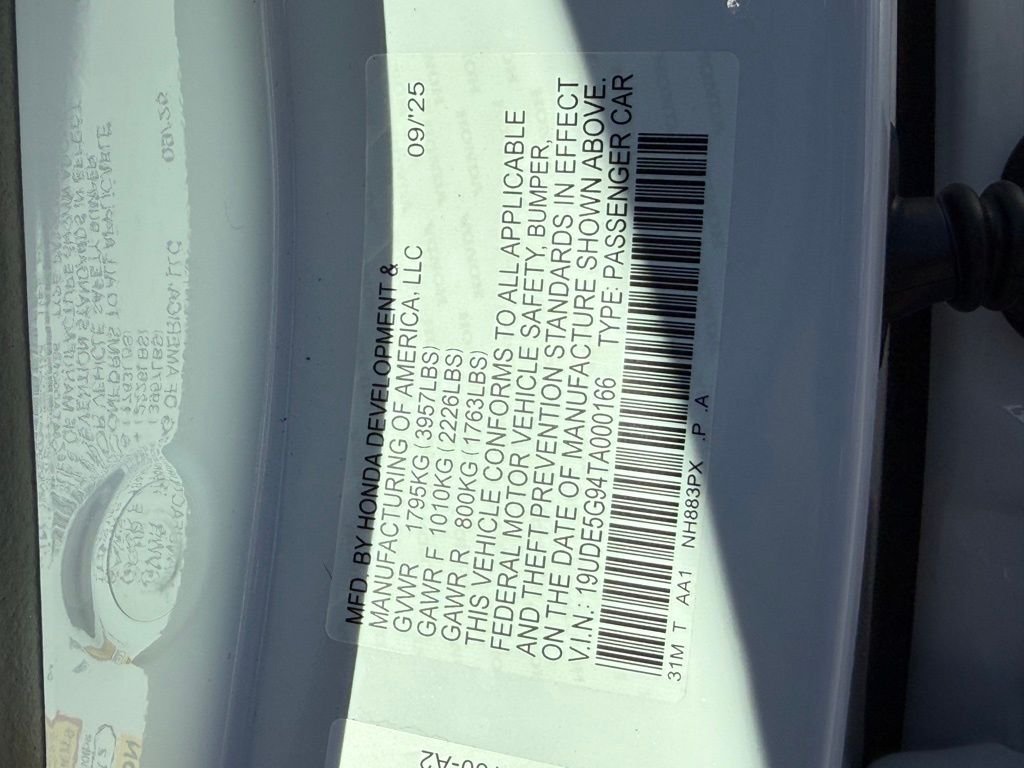 MFD. BY HONDA DEVELOPMENT &
MANUFACTURING OF AMERICA, LLC 09/'25
GVWR 1795KG(3957LBS)
GAWR F 1010KG(2226LBS)
GAWR R 800KG(1763LBS)
THIS VEHICLE CONFORMS TO ALL APPLICABLE
FEDERAL MOTOR VEHICLE SAFETY, BUMPER,
AND THEFT PREVENTION STANDARDS IN EFFECT
ON THE DATE OF MANUFACTURE SHOWN ABOVE.
V.I.N.: 19UDE5G94TA000166 TYPE: PASSENGER CAR
31M T AA1 NH883PX .P .A